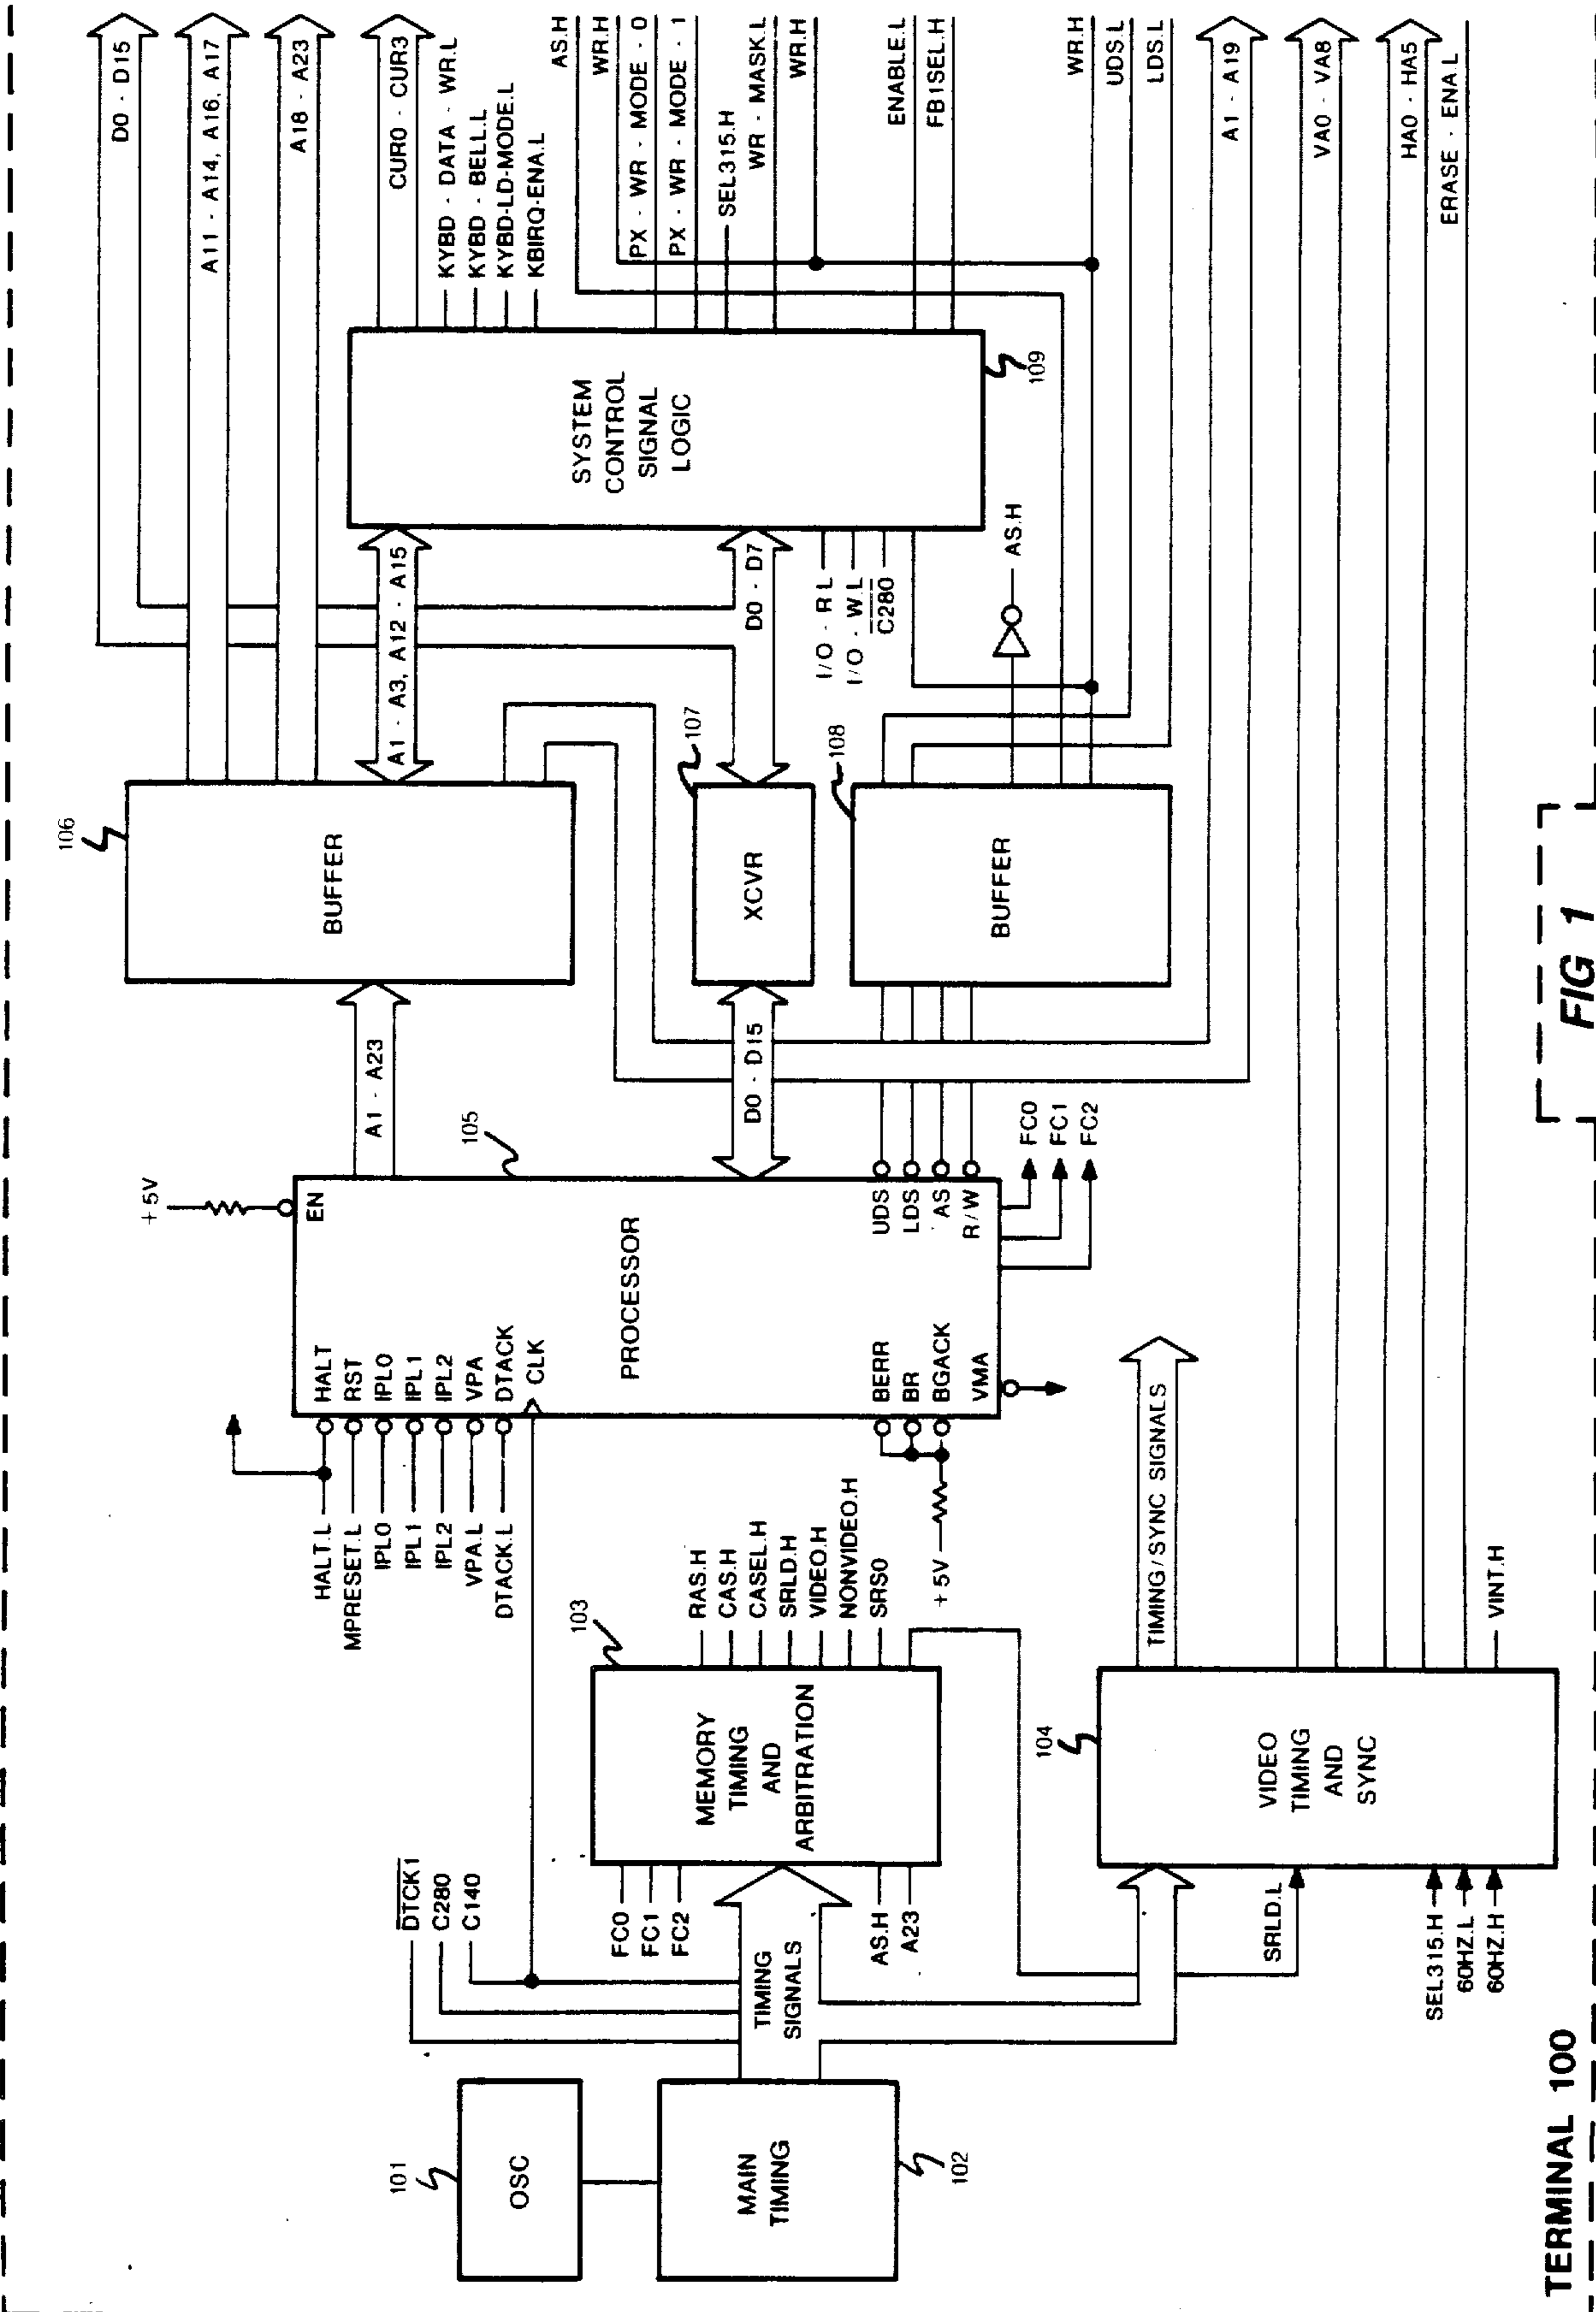 TERMINAL 100
FIG 1
101
OSC
MAIN
TIMING
102
DTCK1
C280
C140
TIMING
SIGNALS
FC0
FC1
FC2
AS.H
A23
103
MEMORY
TIMING
AND
ARBITRATION
RAS.H
CAS.H
CASEL.H
SRLD.H
VIDEO.H
NONVIDEO.H
SRS0
SRLD.L
SEL315.H
60HZ.L
60HZ.H
104
VIDEO
TIMING
AND
SYNC
TIMING/SYNC SIGNALS
VINT.H
HALT.L
MPRESET.L
IPL0
IPL1
IPL2
VPA.L
DTACK.L
HALT
RST
IPL0
IPL1
IPL2
VPA
DTACK
CLK
+5V
EN
105
PROCESSOR
BERR
BR
BGACK
VMA
+5V
UDS
LDS
AS
R/W
FC0
FC1
FC2
A1 - A23
D0 - D15
106
BUFFER
107
XCVR
108
BUFFER
A1 - A3, A12 - A15
D0 - D7
I/O - R.L
I/O - W.L
C280
AS.H
SYSTEM
CONTROL
SIGNAL
LOGIC
109
D0 - D15
A11 - A14, A16, A17
A18 - A23
CUR0 - CUR3
KYBD - DATA - WR.L
KYBD - BELL.L
KYBD-LD-MODE.L
KBIRQ-ENA.L
AS.H
WR.H
PX - WR - MODE - 0
PX - WR - MODE - 1
SEL315.H
WR - MASK.L
WR.H
ENABLE.L
FB1SEL.H
WR.H
UDS.L
LDS.L
A1 - A19
VA0 - VA8
HA0 - HA5
ERASE - ENA.L